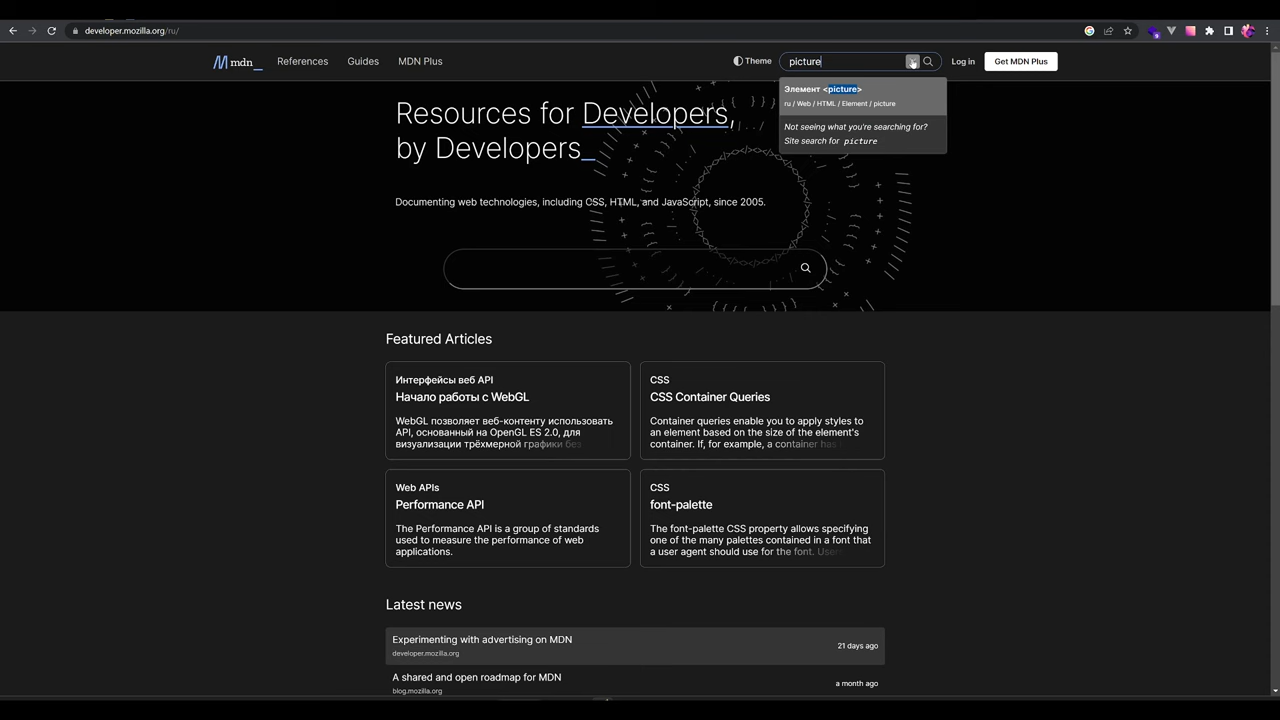 developer.mozilla.org/ru/
mdn_ References Guides MDN Plus Theme picture Log in Get MDN Plus
Элемент <picture>
ru / Web / HTML / Element / picture
Not seeing what you're searching for?
Site search for picture
Resources for Developers,
by Developers_
Documenting web technologies, including CSS, HTML, and JavaScript, since 2005.
Featured Articles
Интерфейсы веб API
Начало работы с WebGL
WebGL позволяет веб-контенту использовать
API, основанный на OpenGL ES 2.0, для
визуализации трёхмерной графики без
CSS
CSS Container Queries
Container queries enable you to apply styles to
an element based on the size of the element's
container. If, for example, a container has
Web APIs
Performance API
The Performance API is a group of standards
used to measure the performance of web
applications.
CSS
font-palette
The font-palette CSS property allows specifying
one of the many palettes contained in a font that
a user agent should use for the font. Users
Latest news
Experimenting with advertising on MDN
developer.mozilla.org
21 days ago
A shared and open roadmap for MDN
blog.mozilla.org
a month ago